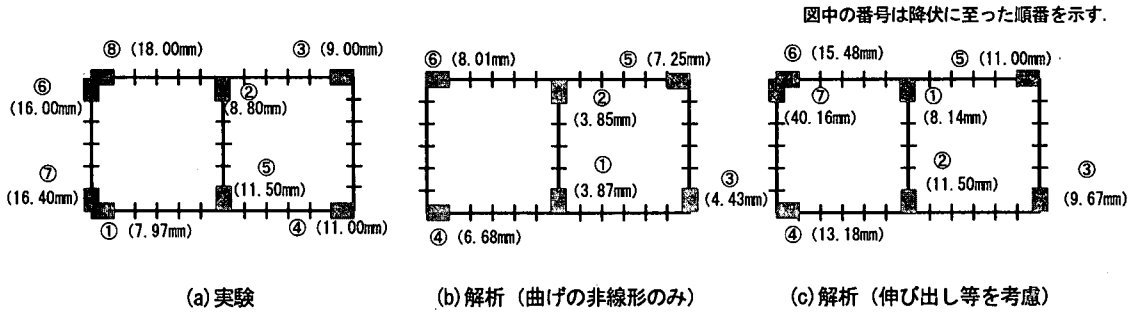 図中の番号は降伏に至った順番を示す.
⑧ (18.00mm)
③ (9.00mm)
⑥
(16.00mm)
②
(8.80mm)
⑦
(16.40mm)
⑤
(11.50mm)
① (7.97mm)
④ (11.00mm)
(a)実験
⑥ (8.01mm)
⑤ (7.25mm)
②
(3.85mm)
①
(3.87mm)
③
(4.43mm)
④ (6.68mm)
(b)解析（曲げの非線形のみ）
⑥ (15.48mm)
⑤ (11.00mm)
⑦
(40.16mm)
①
(8.14mm)
②
(11.50mm)
③
(9.67mm)
④ (13.18mm)
(c)解析（伸び出し等を考慮）